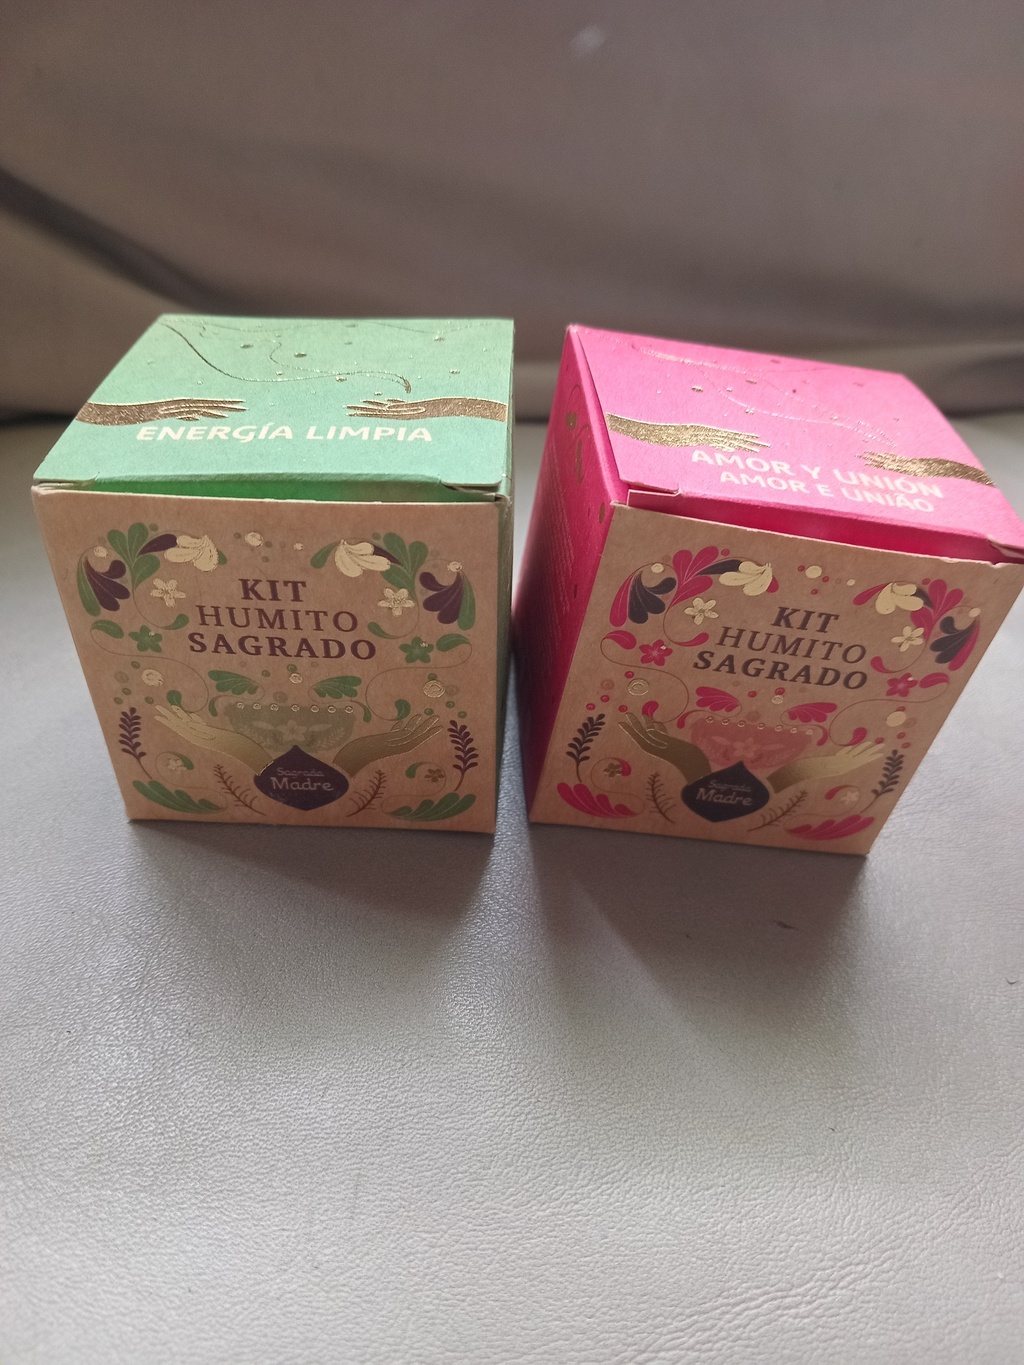 ENERGÍA LIMPIA
KIT
HUMITO
SAGRADO
Sagrada
Madre
AMOR Y UNIÓN
AMOR E UNIÃO
KIT
HUMITO
SAGRADO
Sagrada
Madre